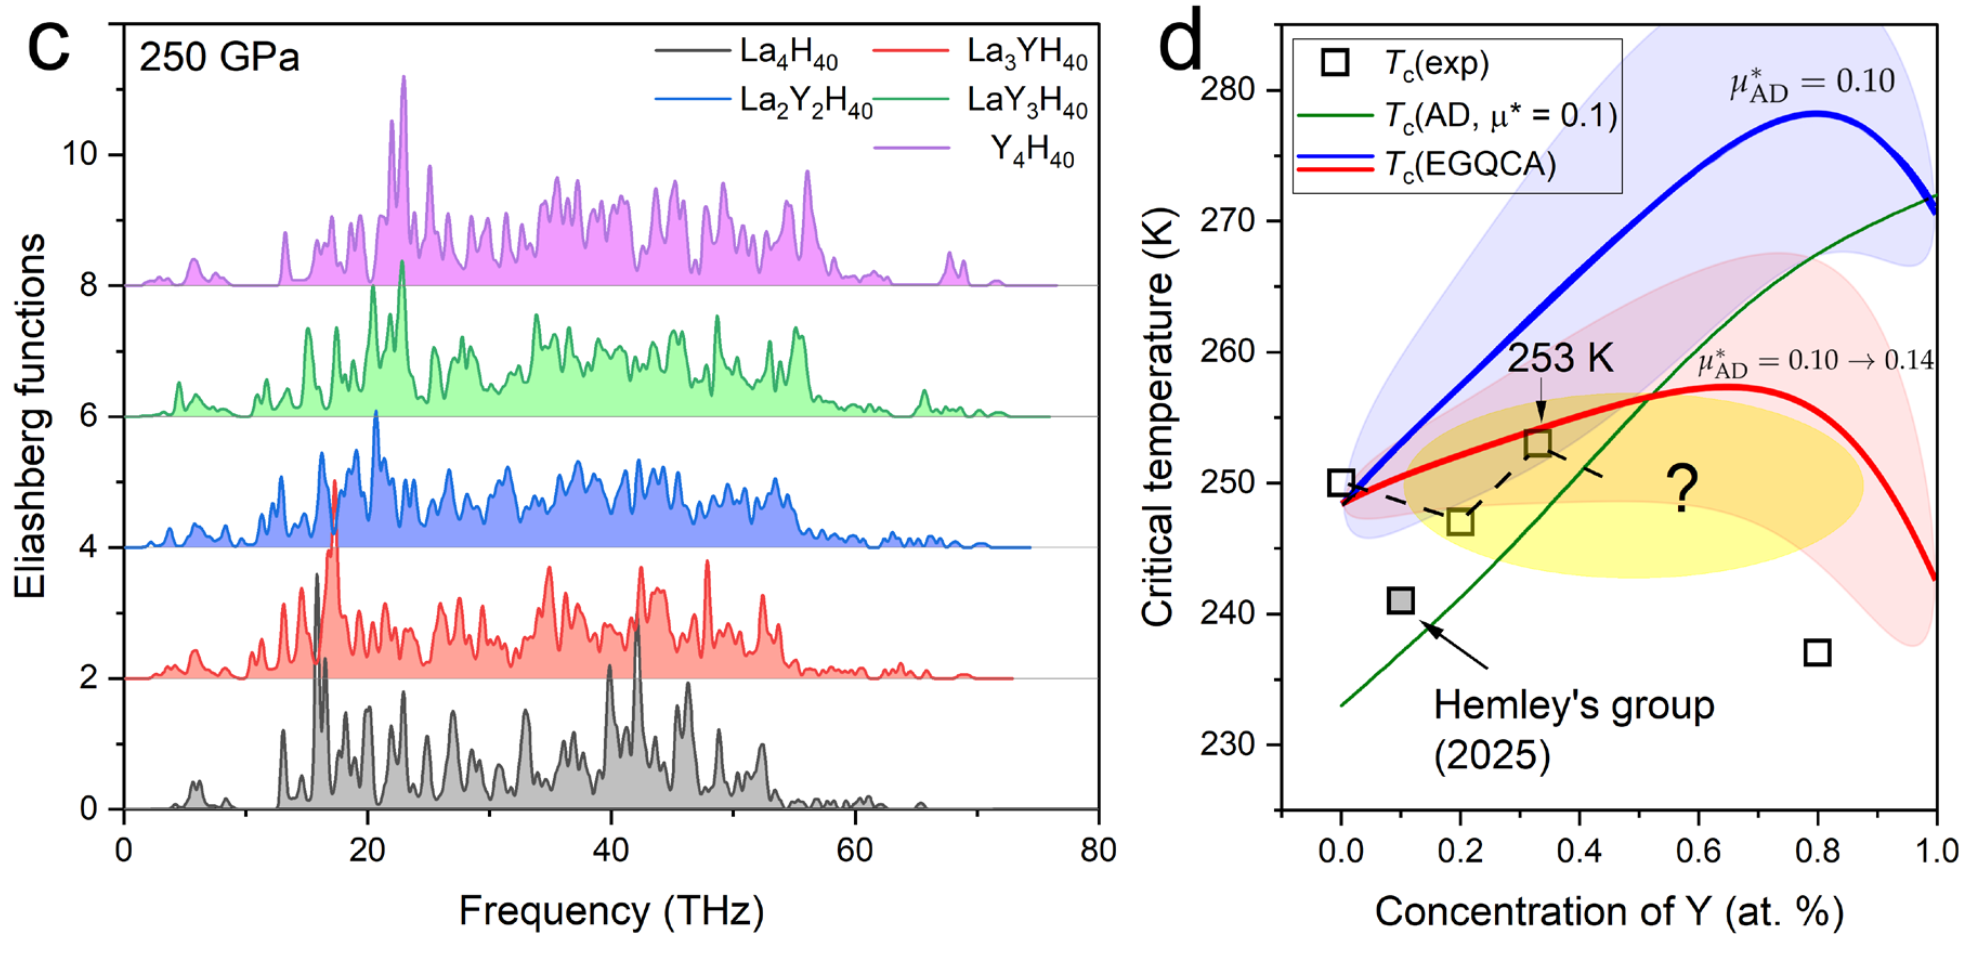 c
250 GPa
La₄H₄₀
La₃YH₄₀
La₂Y₂H₄₀
LaY₃H₄₀
Y₄H₄₀
Eliashberg functions
10
8
6
4
2
0
0 20 40 60 80
Frequency (THz)
d
Tc(exp)
Tc(AD, μ* = 0.1)
Tc(EGQCA)
μ*AD = 0.10
253 K
μ*AD = 0.10 → 0.14
?
Hemley's group
(2025)
Critical temperature (K)
280
270
260
250
240
230
0.0 0.2 0.4 0.6 0.8 1.0
Concentration of Y (at. %)